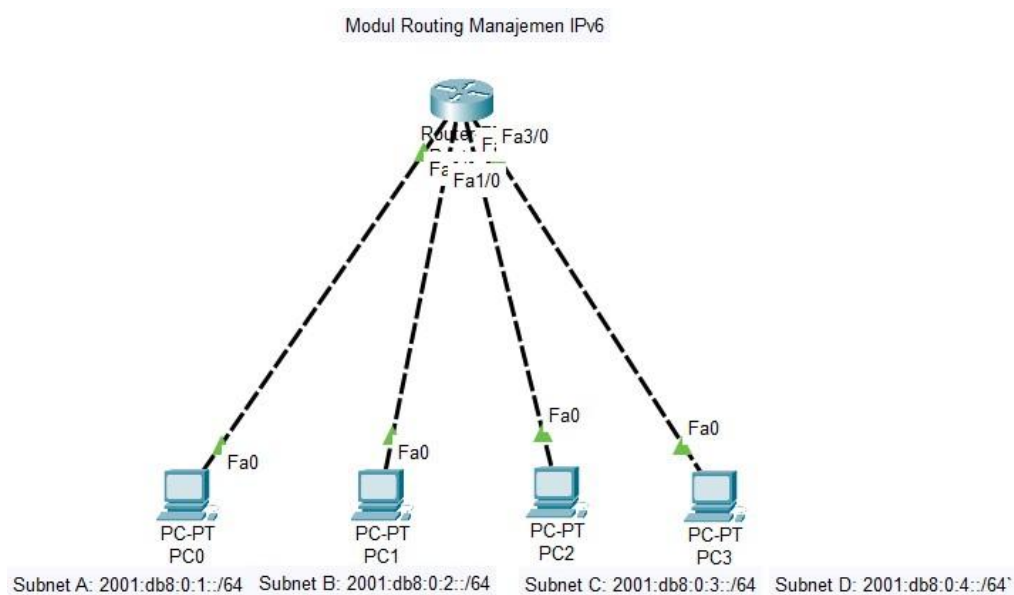 Modul Routing Manajemen IPv6
Fa3/0
Fa1/0
Fa0
Fa0
Fa0
Fa0
PC-PT
PC0
PC-PT
PC1
PC-PT
PC2
PC-PT
PC3
Subnet A: 2001:db8:0:1::/64
Subnet B: 2001:db8:0:2::/64
Subnet C: 2001:db8:0:3::/64
Subnet D: 2001:db8:0:4::/64`